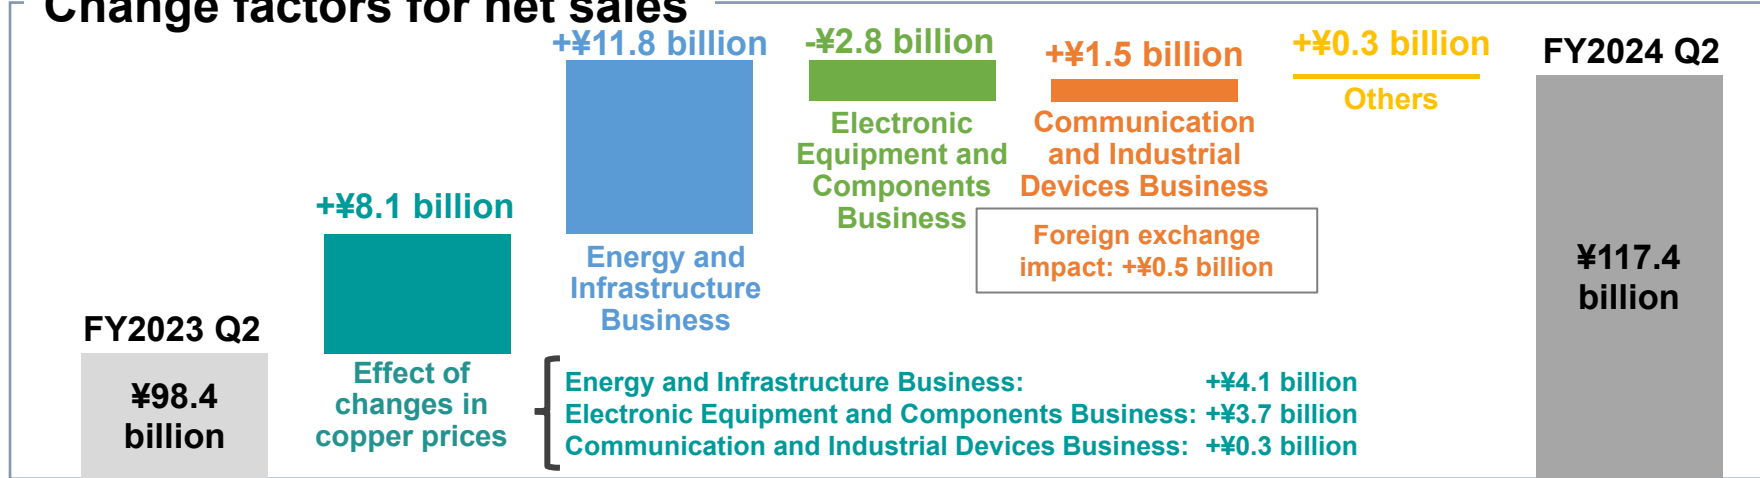 Change factors for net sales
+¥11.8 billion
-¥2.8 billion
+¥1.5 billion
+¥0.3 billion
FY2024 Q2
Others
Electronic
Equipment and
Components
Business
Communication
and Industrial
Devices Business
+¥8.1 billion
Foreign exchange
impact: +¥0.5 billion
Energy and
Infrastructure
Business
¥117.4
billion
FY2023 Q2
¥98.4
billion
Effect of
changes in
copper prices
Energy and Infrastructure Business: +¥4.1 billion
Electronic Equipment and Components Business: +¥3.7 billion
Communication and Industrial Devices Business: +¥0.3 billion